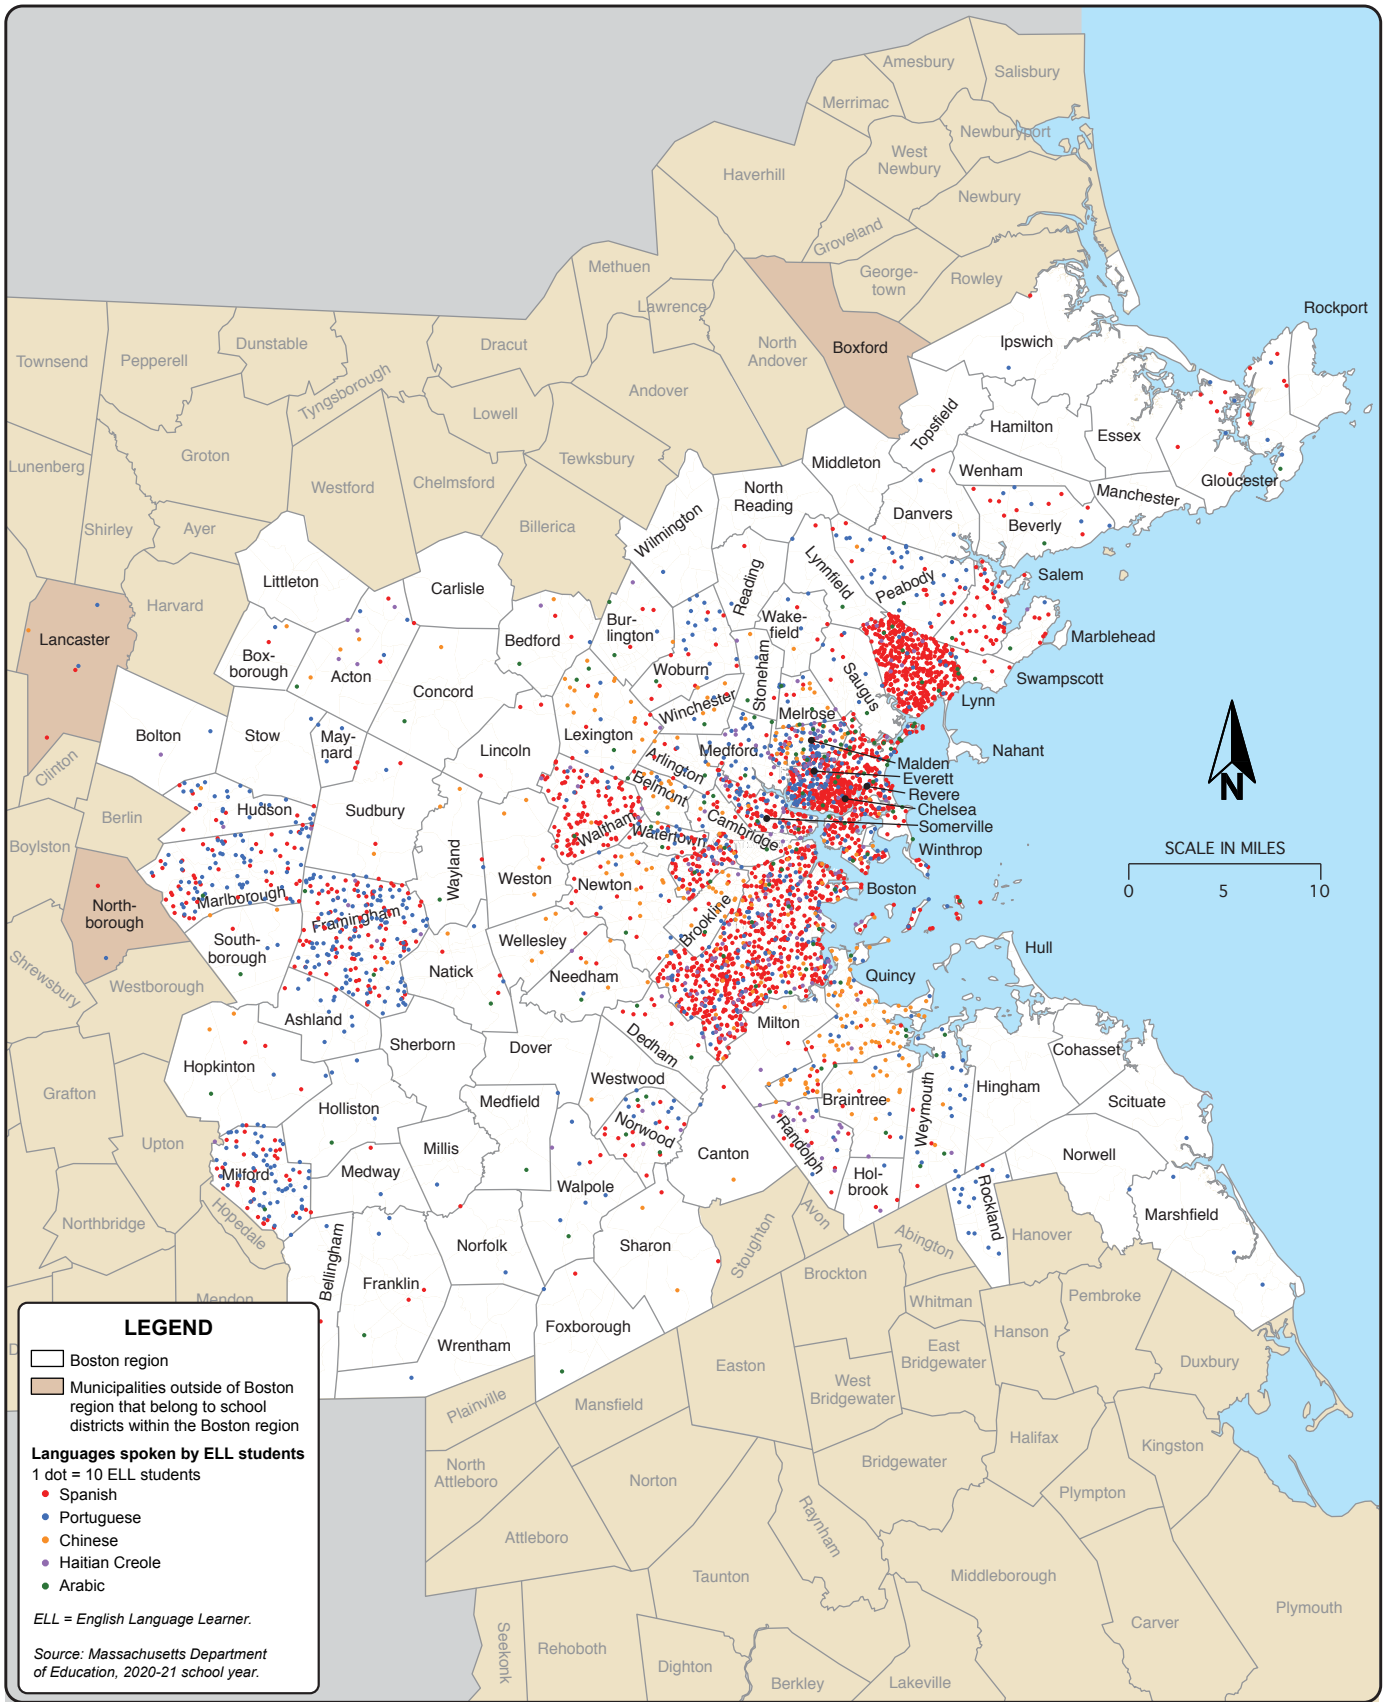 Amesbury
Salisbury
Merrimac
Newburyport
West
Newbury
Haverhill
Newbury
Groveland
George-
town
Rowley
Methuen
Lawrence
Rockport
Dunstable
Dracut
North
Andover
Boxford
Ipswich
Townsend
Pepperell
Tyngsborough
Andover
Lowell
Topsfield
Hamilton
Essex
Groton
Tewksbury
Middleton
Lunenberg
Westford
Chelmsford
Wenham
Gloucester
Manchester
North
Reading
Shirley
Ayer
Billerica
Wilmington
Danvers
Beverly
Littleton
Carlisle
Reading
Lynnfield
Peabody
Salem
Harvard
Lancaster
Bur-
lington
Wake-
field
Marblehead
Bedford
Box-
borough
Acton
Woburn
Stoneham
Saugus
Swampscott
Concord
Winchester
Lynn
Melrose
Bolton
Stow
May-
nard
Lincoln
Lexington
Medford
Nahant
Arlington
Malden
Clinton
Everett
Belmont
Revere
Berlin
Hudson
Sudbury
Chelsea
Cambridge
Somerville
Waltham
Watertown
Boylston
Wayland
Winthrop
SCALE IN MILES
0
5
10
Weston
Newton
Boston
Marlborough
North-
borough
Framingham
Brookline
South-
borough
Wellesley
Hull
Natick
Needham
Quincy
Shrewsbury
Westborough
N
Ashland
Milton
Dedham
Sherborn
Dover
Cohasset
Hopkinton
Westwood
Hingham
Grafton
Medfield
Braintree
Weymouth
Scituate
Holliston
Norwood
Randolph
Upton
Millis
Canton
Norwell
Milford
Medway
Hol-
brook
Walpole
Rockland
Marshfield
Northbridge
Hopedale
Avon
Abington
Hanover
Norfolk
Sharon
Stoughton
Bellingham
Brockton
Franklin
Mendon
Whitman
Pembroke
Foxborough
Hanson
Wrentham
East
Bridgewater
Easton
Duxbury
West
Bridgewater
Plainville
Mansfield
Halifax
Kingston
North
Attleboro
Norton
Bridgewater
Plympton
Raynham
Attleboro
Taunton
Middleborough
Plymouth
Carver
Seekonk
Rehoboth
Dighton
Berkley
Lakeville
D
LEGEND
Boston region
Municipalities outside of Boston
region that belong to school
districts within the Boston region
Languages spoken by ELL students
1 dot = 10 ELL students
Spanish
Portuguese
Chinese
Haitian Creole
Arabic
ELL = English Language Learner.
Source: Massachusetts Department
of Education, 2020-21 school year.